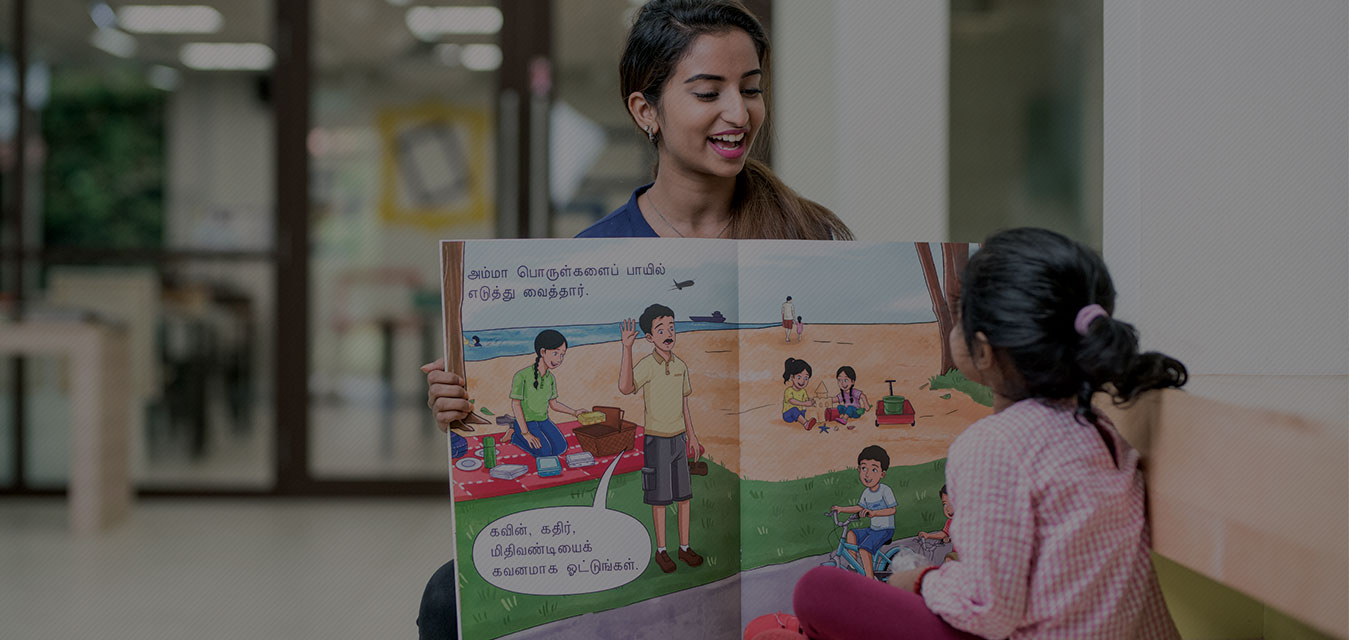 அம்மா பொருள்களைப் பாயில்
எடுத்து வைத்தார்.
கவின், கதிர்,
மிதிவண்டியைக்
கவனமாக ஓட்டுங்கள்.